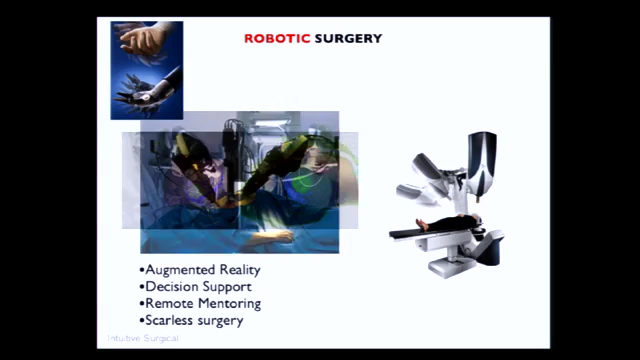 ROBOTIC SURGERY
•Augmented Reality
•Decision Support
•Remote Mentoring
•Scarless surgery
Intuitive Surgical